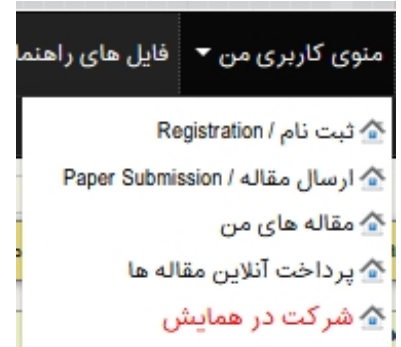 منوی کاربری من فایل های
ثبت نام / Registration
ارسال مقاله / Paper Submission
مقاله های من
پرداخت آنلاین مقاله ها
شرکت در همایش